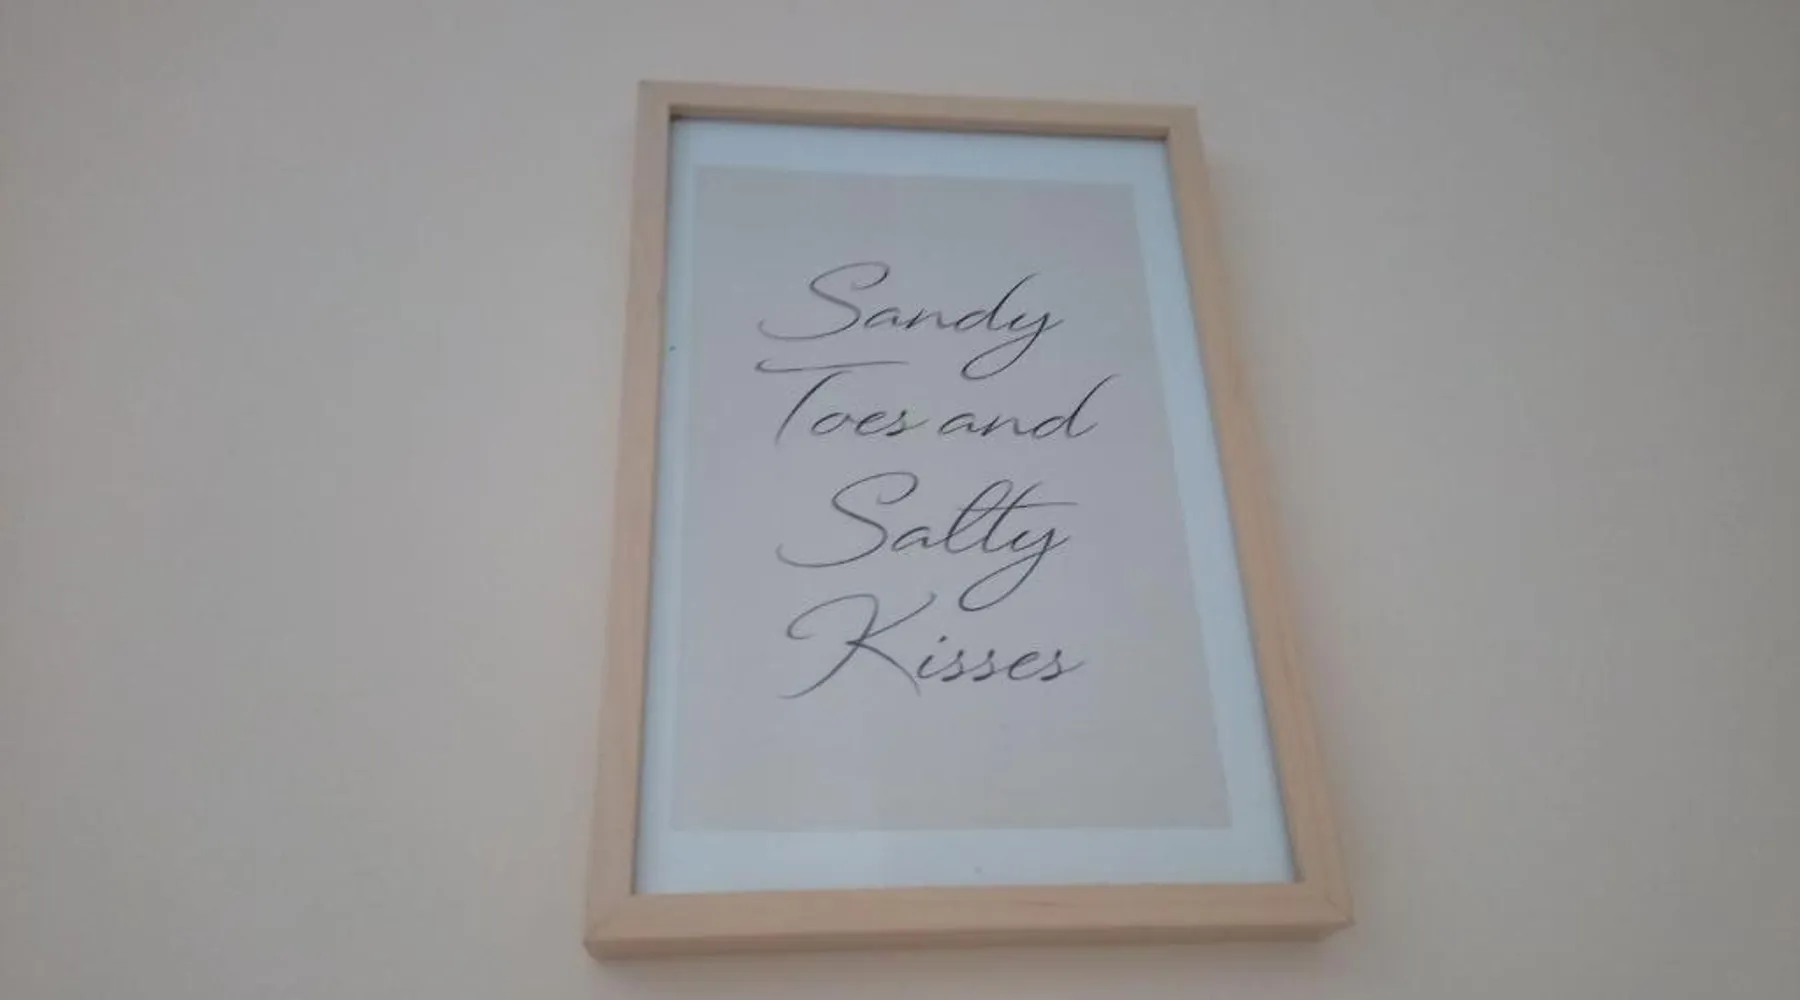 Sandy
Toes and
Salty
Kisses